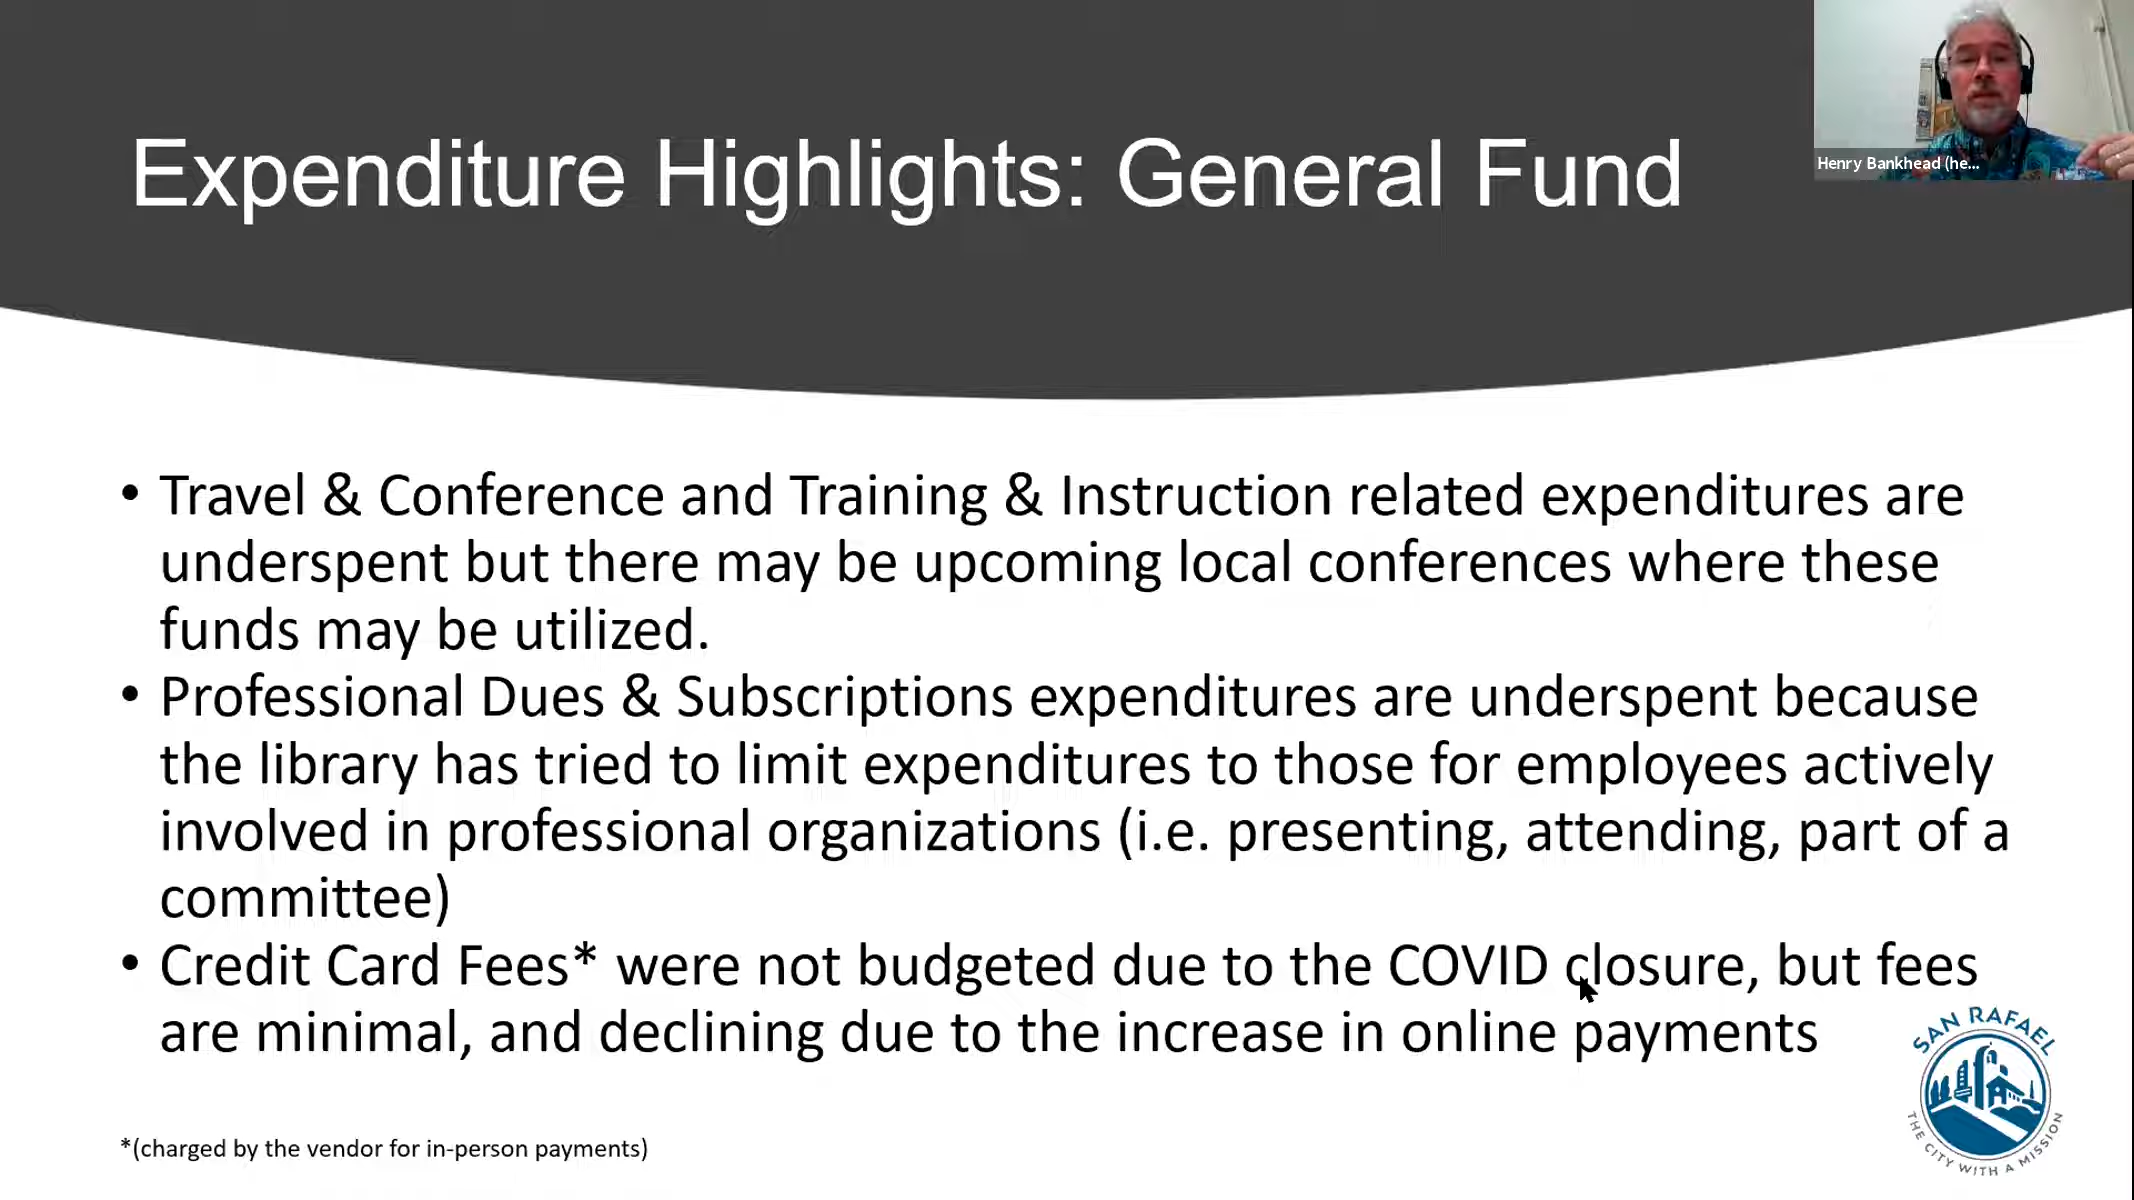 Expenditure Highlights: General Fund
Henry Bankhead (he...
• Travel & Conference and Training & Instruction related expenditures are
underspent but there may be upcoming local conferences where these
funds may be utilized.
• Professional Dues & Subscriptions expenditures are underspent because
the library has tried to limit expenditures to those for employees actively
involved in professional organizations (i.e. presenting, attending, part of a
committee)
• Credit Card Fees* were not budgeted due to the COVID closure, but fees
are minimal, and declining due to the increase in online payments
SAN RAFAEL
THE CITY WITH A MISSION
*(charged by the vendor for in-person payments)